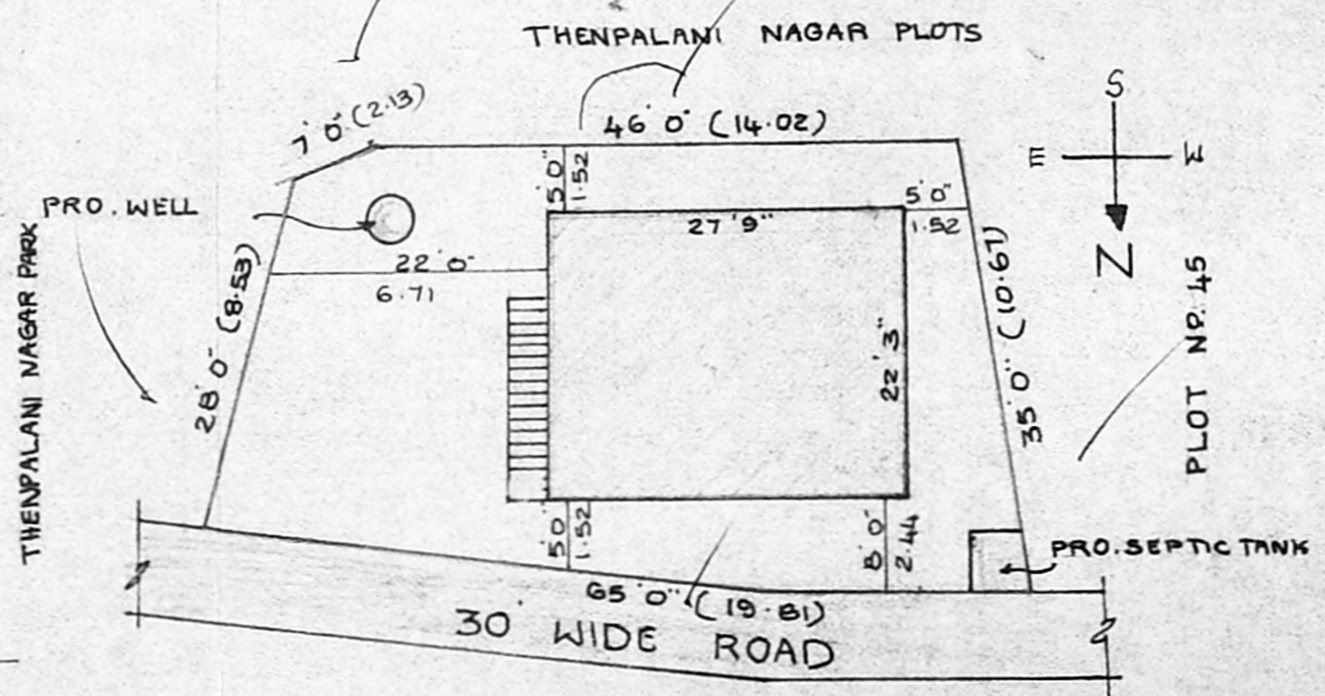 THENPALANI NAGAR PLOTS
7' 0" (2.13)
46' 0" (14.02)
S
E
W
N
PRO. WELL
5' 0"
1.52
5' 0"
1.52
27' 9"
22' 0"
6.71
THENPALANI NAGAR PARK
28' 0" (8.53)
22' 3"
35' 0" (10.67)
PLOT NO. 45
5' 0"
1.52
8' 0"
2.44
PRO. SEPTIC TANK
65' 0" (19.81)
30' WIDE ROAD